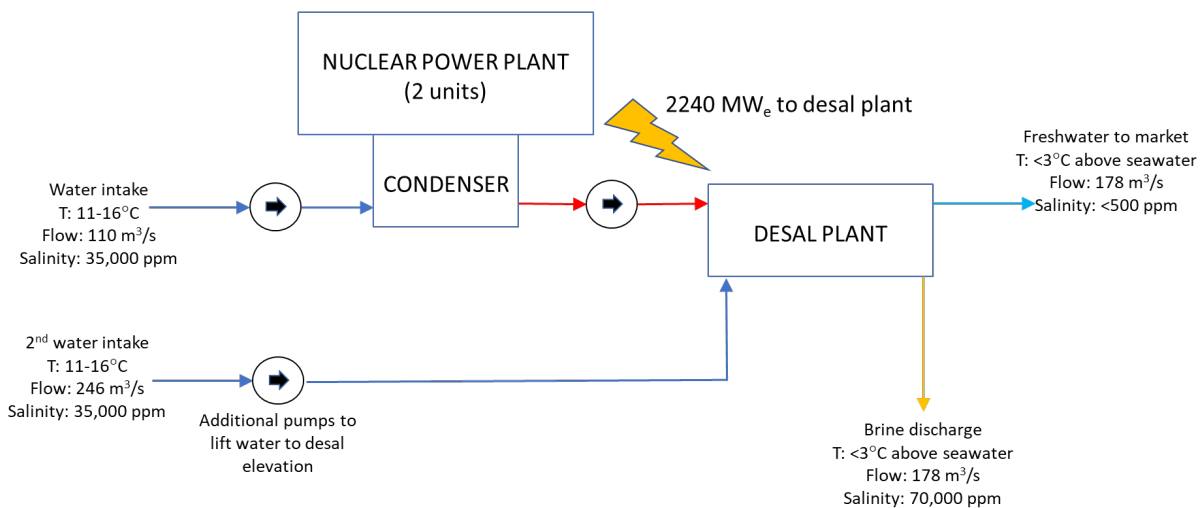 NUCLEAR POWER PLANT
(2 units)
2240 MWe to desal plant
CONDENSER
Water intake
T: 11-16°C
Flow: 110 m³/s
Salinity: 35,000 ppm
DESAL PLANT
Freshwater to market
T: <3°C above seawater
Flow: 178 m³/s
Salinity: <500 ppm
2nd water intake
T: 11-16°C
Flow: 246 m³/s
Salinity: 35,000 ppm
Additional pumps to
lift water to desal
elevation
Brine discharge
T: <3°C above seawater
Flow: 178 m³/s
Salinity: 70,000 ppm